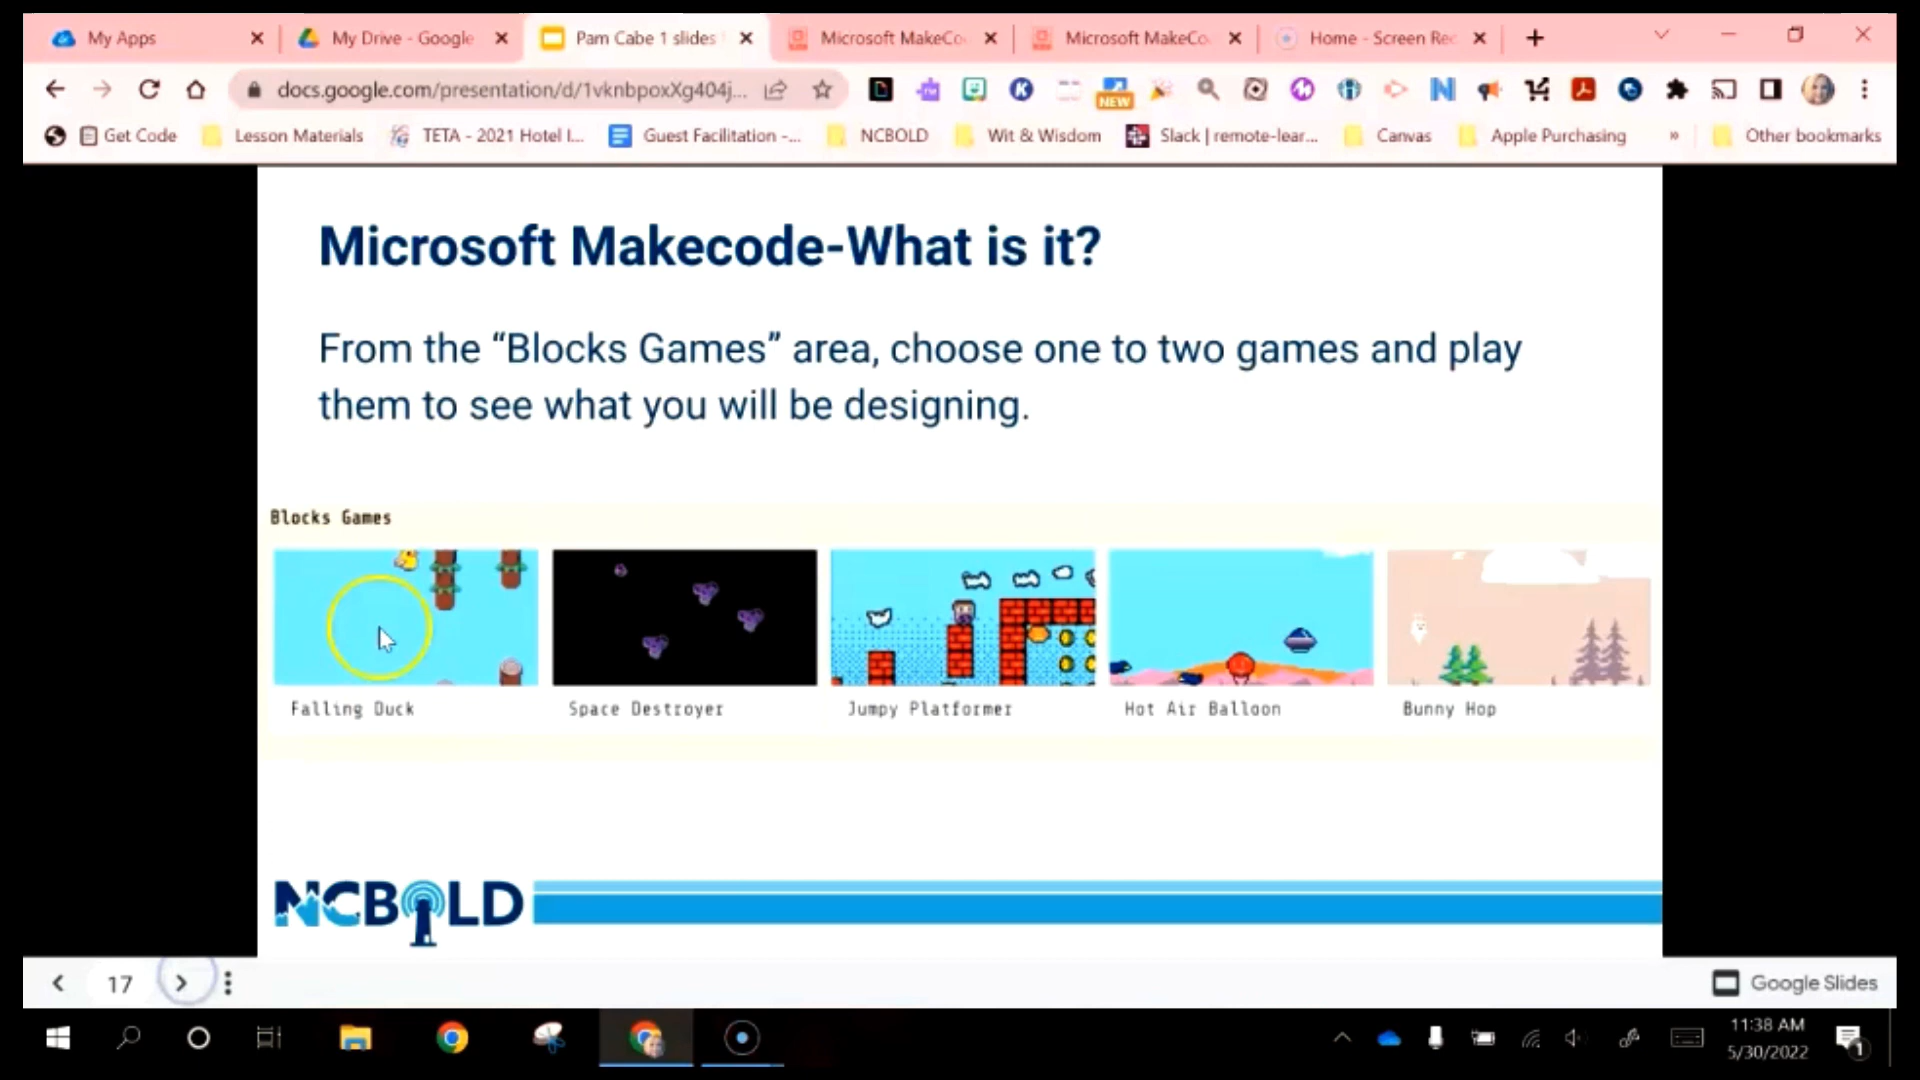 My Apps
My Drive - Google
Pam Cabe 1 slides
Microsoft MakeCo
Microsoft MakeCo
Home - Screen Rec
docs.google.com/presentation/d/1vknbpoxXg404j...
NEW
Get Code
Lesson Materials
TETA - 2021 Hotel I...
Guest Facilitation -...
NCBOLD
Wit & Wisdom
Slack | remote-lear...
Canvas
Apple Purchasing
»
Other bookmarks
Microsoft Makecode-What is it?
From the “Blocks Games” area, choose one to two games and play
them to see what you will be designing.
Blocks Games
Falling Duck
Space Destroyer
Jumpy Platformer
Hot Air Balloon
Bunny Hop
NCBOLD
17
Google Slides
11:38 AM
5/30/2022
1